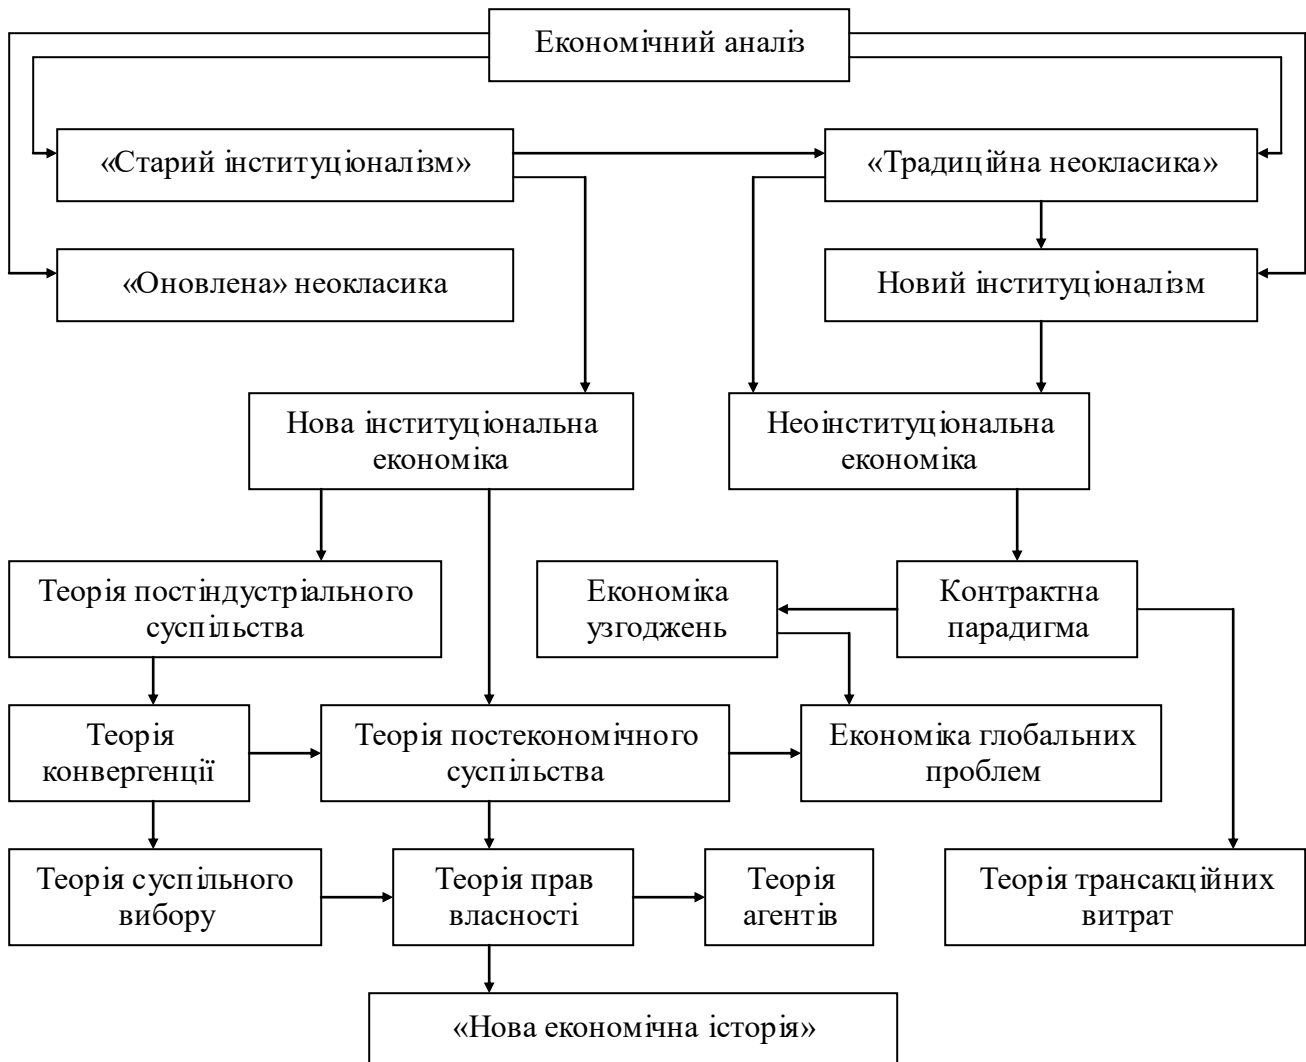 Економічний аналіз
«Старий інституціоналізм»
«Традиційна неокласика»
«Оновлена» неокласика
Новий інституціоналізм
Нова інституціональна
економіка
Неоінституціональна
економіка
Теорія постіндустріального
суспільства
Економіка
узгоджень
Контрактна
парадигма
Теорія
конвергенції
Теорія постекономічного
суспільства
Економіка глобальних
проблем
Теорія суспільного
вибору
Теорія прав
власності
Теорія
агентів
Теорія трансакційних
витрат
«Нова економічна історія»